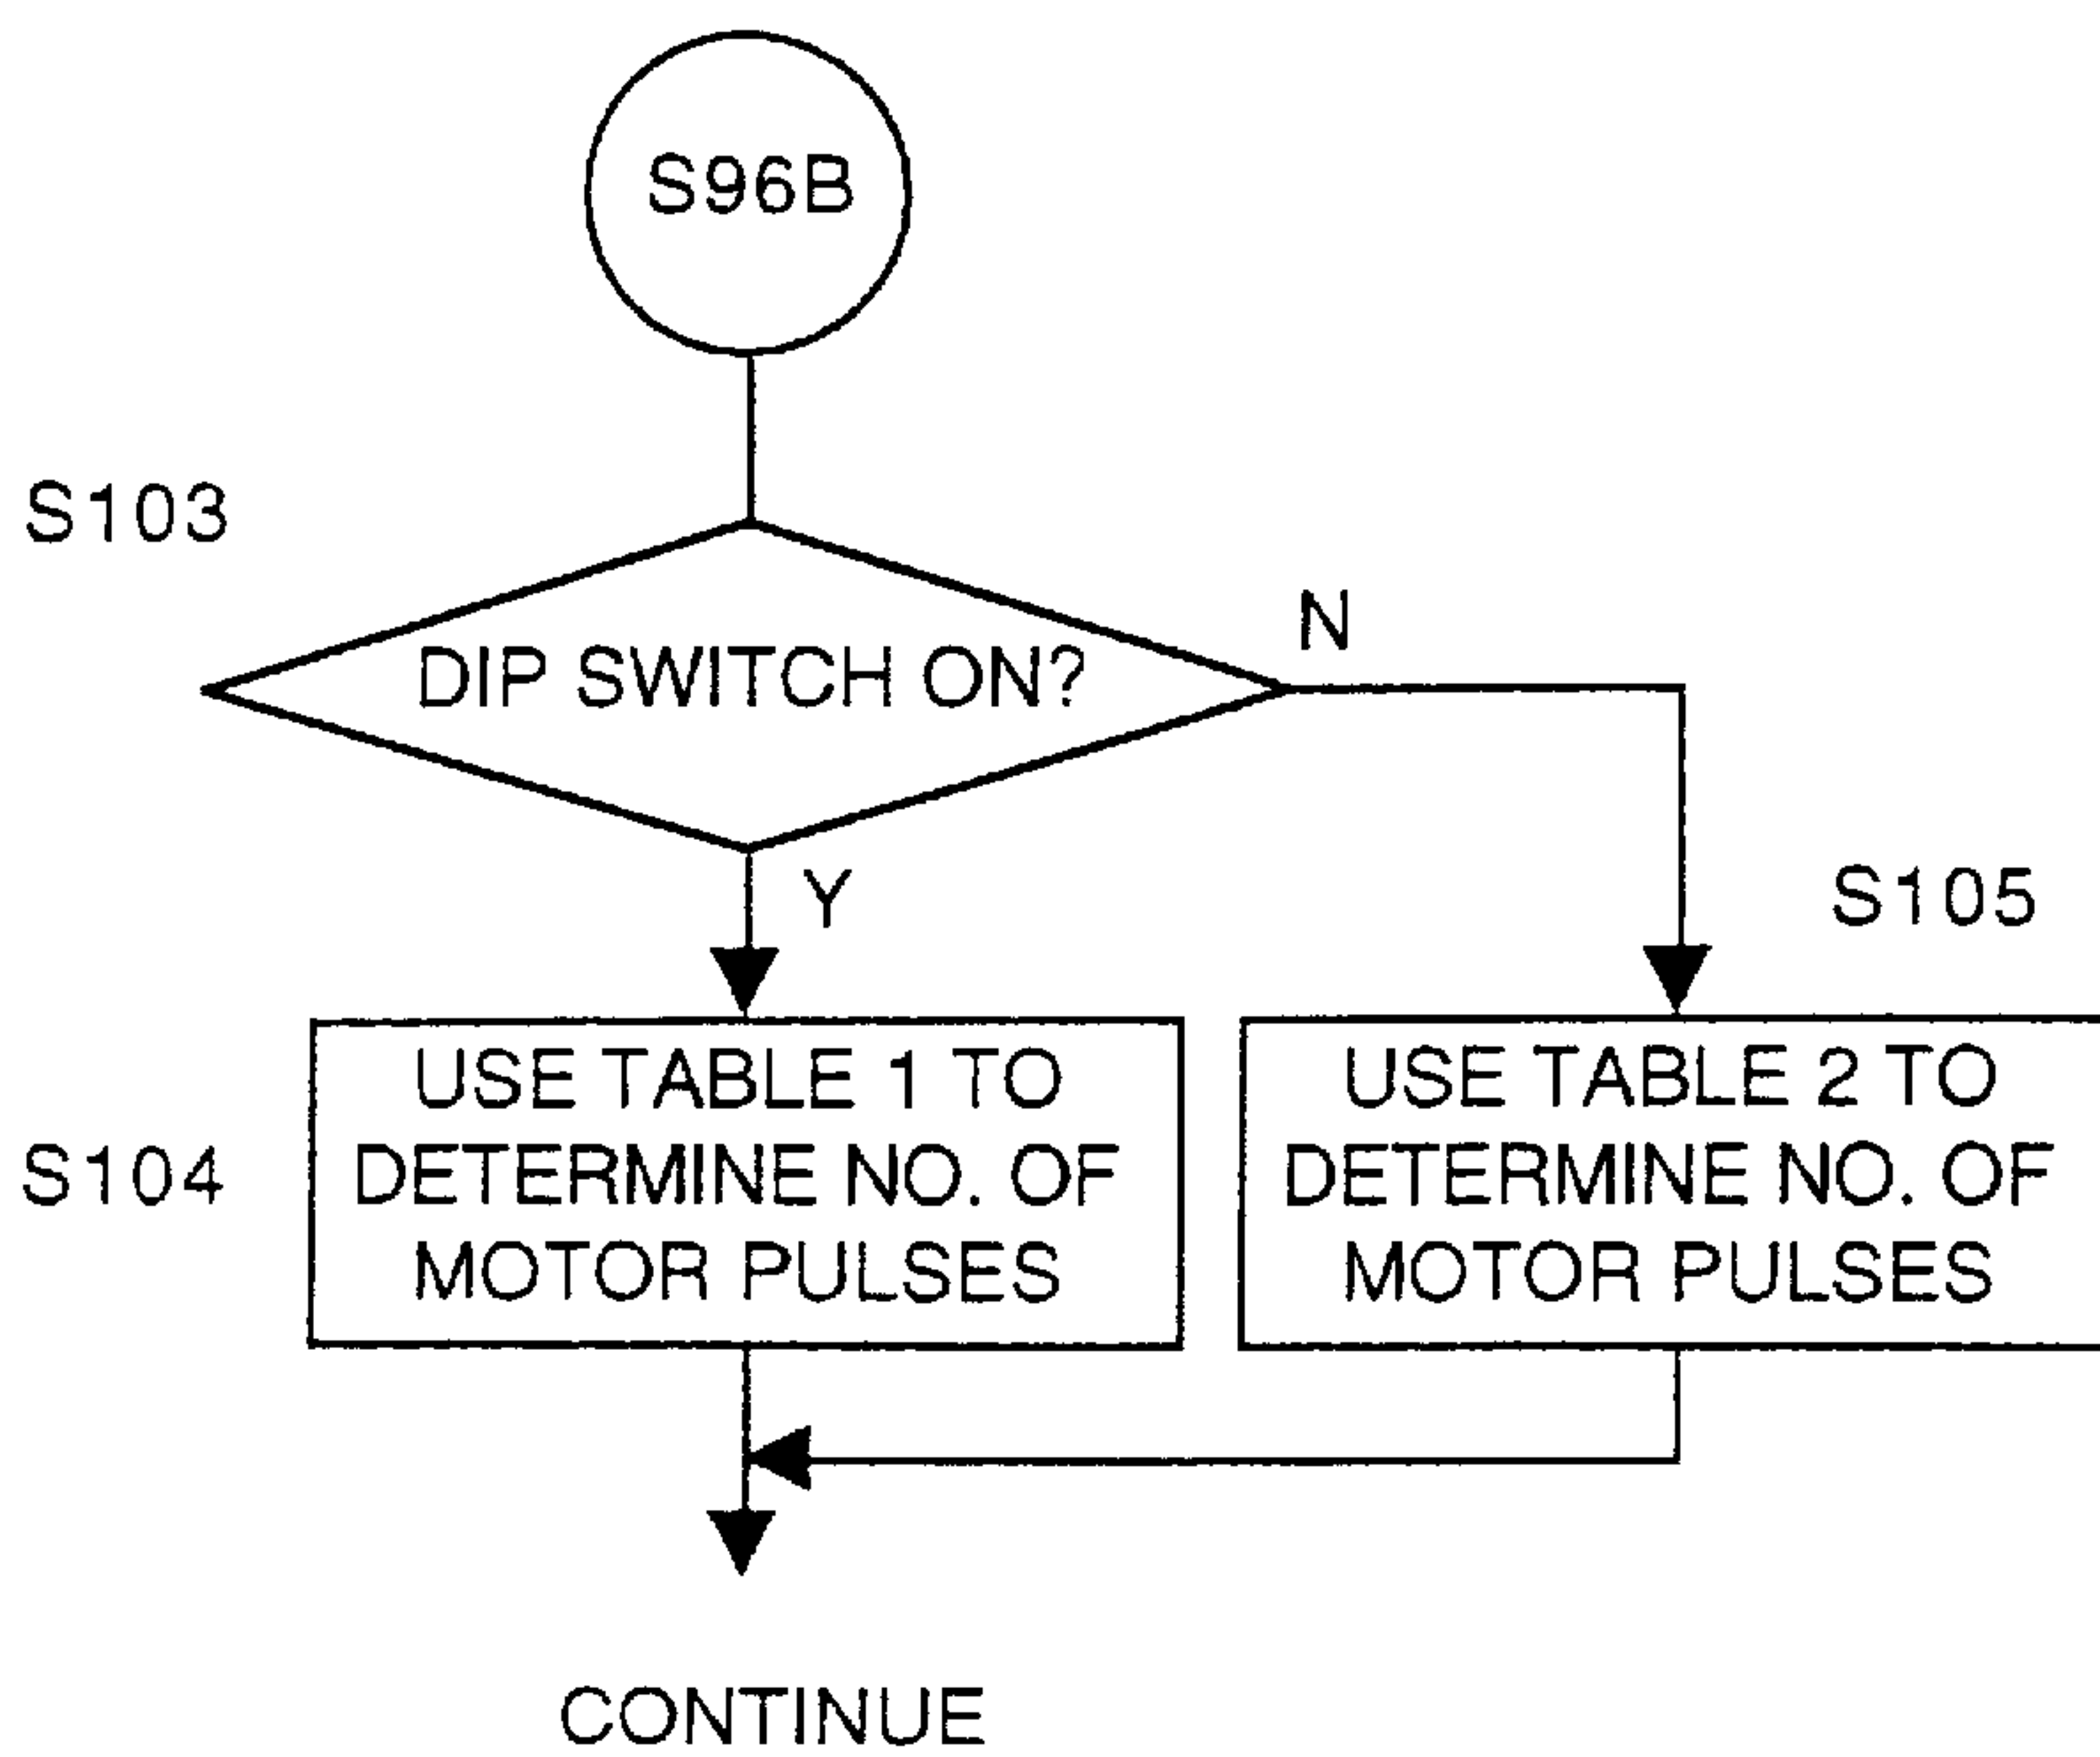 S96B
S103
DIP SWITCH ON?
N
Y
S105
S104
USE TABLE 1 TO
DETERMINE NO. OF
MOTOR PULSES
USE TABLE 2 TO
DETERMINE NO. OF
MOTOR PULSES
CONTINUE